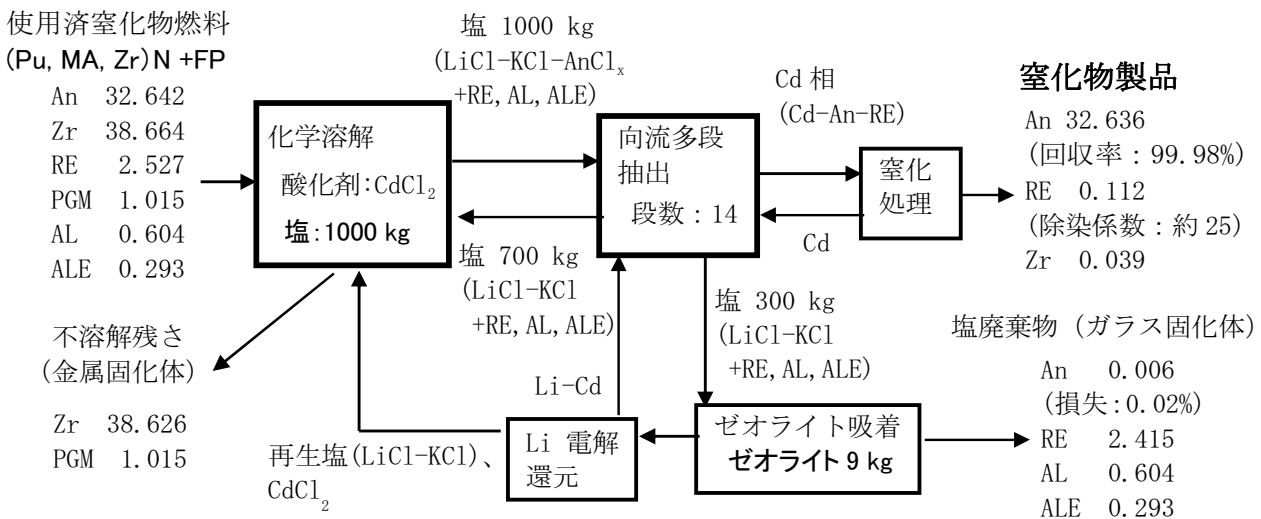 使用済窒化物燃料
(Pu, MA, Zr)N +FP
An 32.642
Zr 38.664
RE 2.527
PGM 1.015
AL 0.604
ALE 0.293
化学溶解
酸化剤:CdCl2
塩:1000 kg
塩 1000 kg
(LiCl-KCl-AnClx
+RE, AL, ALE)
向流多段
抽出
段数：14
Cd 相
(Cd-An-RE)
窒化
処理
Cd
窒化物製品
An 32.636
(回収率：99.98%)
RE 0.112
(除染係数：約 25)
Zr 0.039
塩 700 kg
(LiCl-KCl
+RE, AL, ALE)
塩 300 kg
(LiCl-KCl
+RE, AL, ALE)
不溶解残さ
(金属固化体)
Zr 38.626
PGM 1.015
再生塩(LiCl-KCl)、
CdCl2
Li-Cd
Li 電解
還元
ゼオライト吸着
ゼオライト 9 kg
塩廃棄物 (ガラス固化体)
An 0.006
(損失:0.02%)
RE 2.415
AL 0.604
ALE 0.293